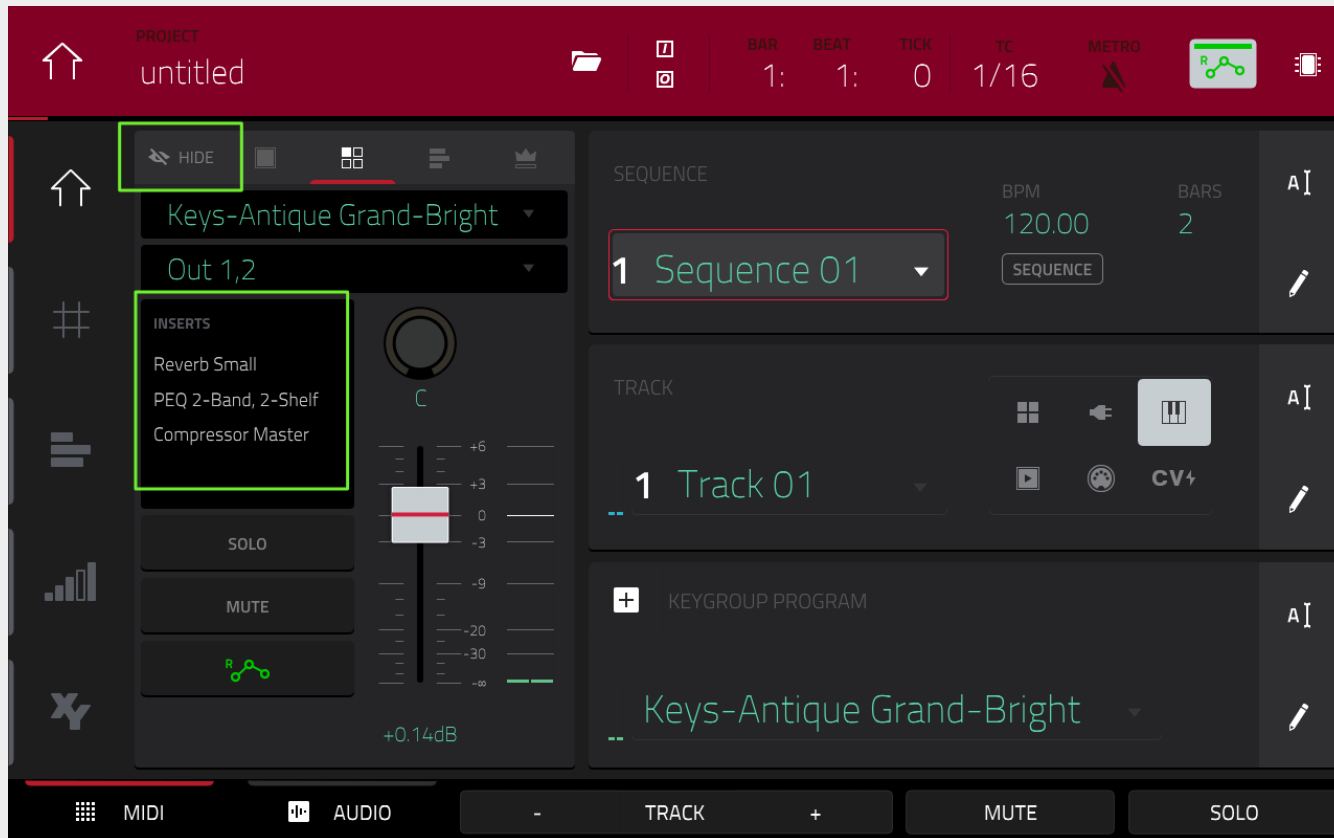 PROJECT
untitled
BAR BEAT TICK TC METRO
1: 1: 0 1/16
R
HIDE
Keys-Antique Grand-Bright
Out 1,2
INSERTS
Reverb Small
PEQ 2-Band, 2-Shelf
Compressor Master
C
+6
+3
0
-3
-9
-20
-30
-∞
SOLO
MUTE
R
+0.14dB
XY
SEQUENCE
BPM BARS
120.00 2
1 Sequence 01
SEQUENCE
A
TRACK
1 Track 01
CV
A
KEYGROUP PROGRAM
Keys-Antique Grand-Bright
A
MIDI AUDIO - TRACK + MUTE SOLO